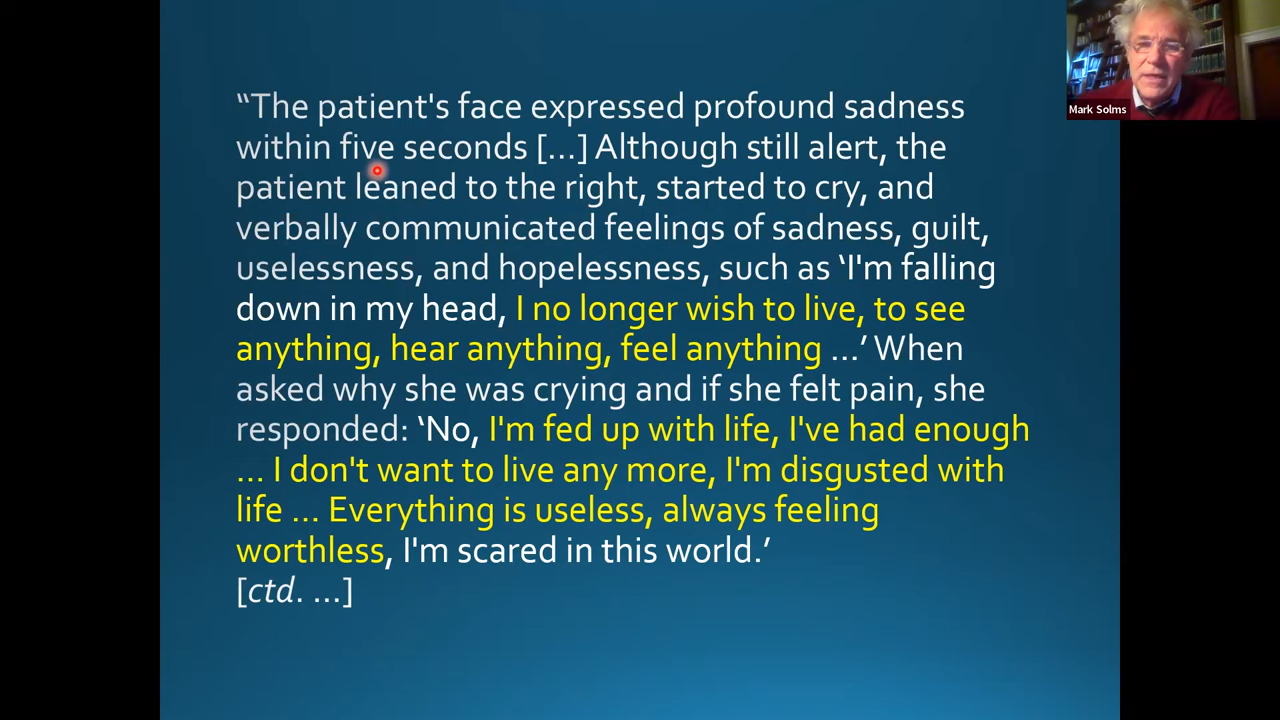 “The patient's face expressed profound sadness
within five seconds [...] Although still alert, the
patient leaned to the right, started to cry, and
verbally communicated feelings of sadness, guilt,
uselessness, and hopelessness, such as ‘I'm falling
down in my head, I no longer wish to live, to see
anything, hear anything, feel anything ...’ When
asked why she was crying and if she felt pain, she
responded: ‘No, I'm fed up with life, I've had enough
... I don't want to live any more, I'm disgusted with
life ... Everything is useless, always feeling
worthless, I'm scared in this world.’
[ctd. ...]
Mark Solms